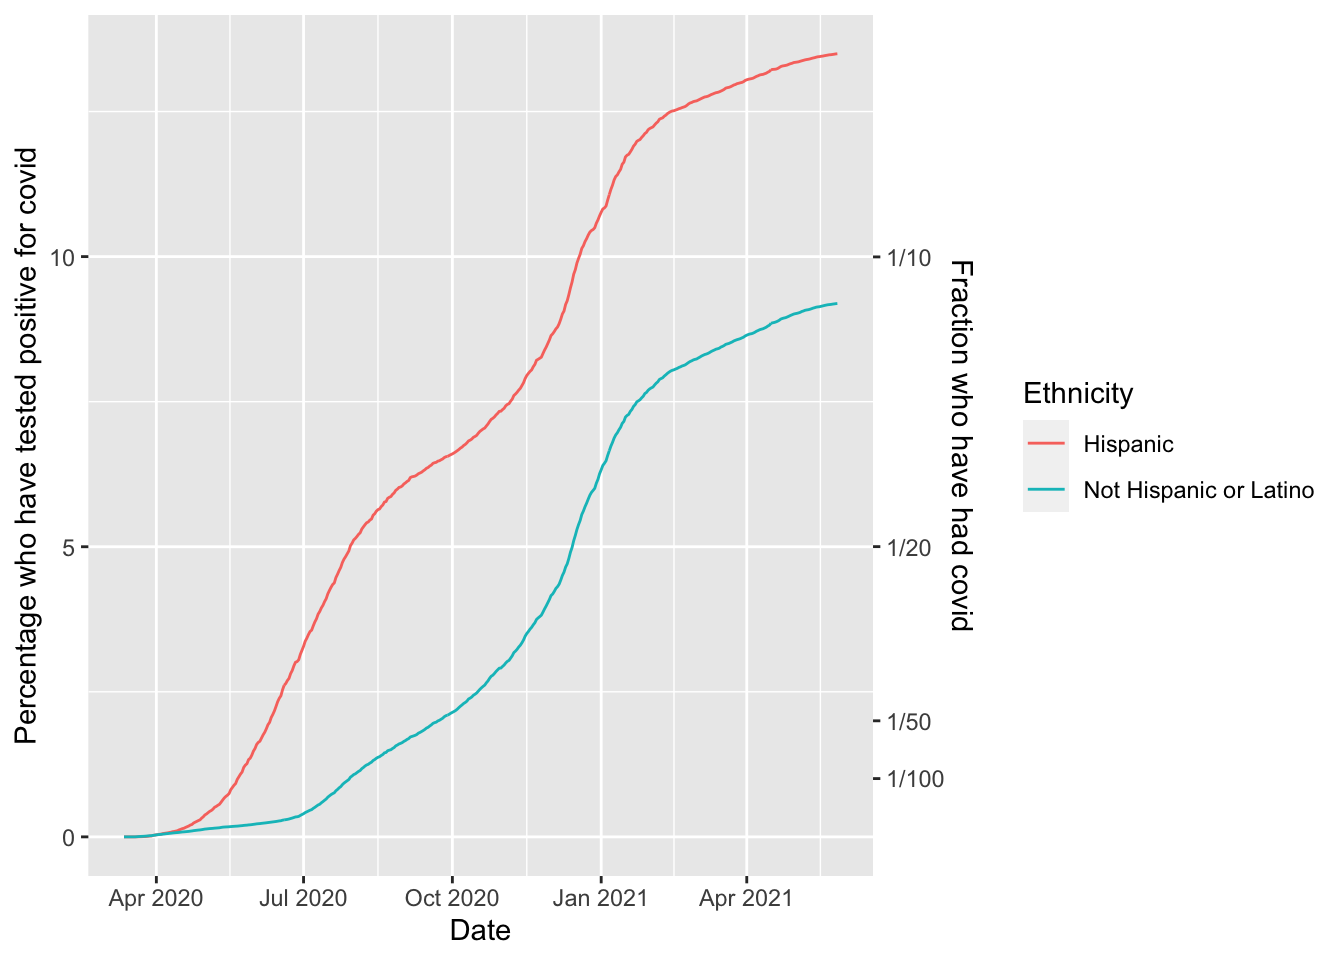 Percentage who have tested positive for covid
10
5
0
Apr 2020
Jul 2020
Oct 2020
Jan 2021
Apr 2021
Date
1/10
1/20
1/50
1/100
Fraction who have had covid
Ethnicity
Hispanic
Not Hispanic or Latino